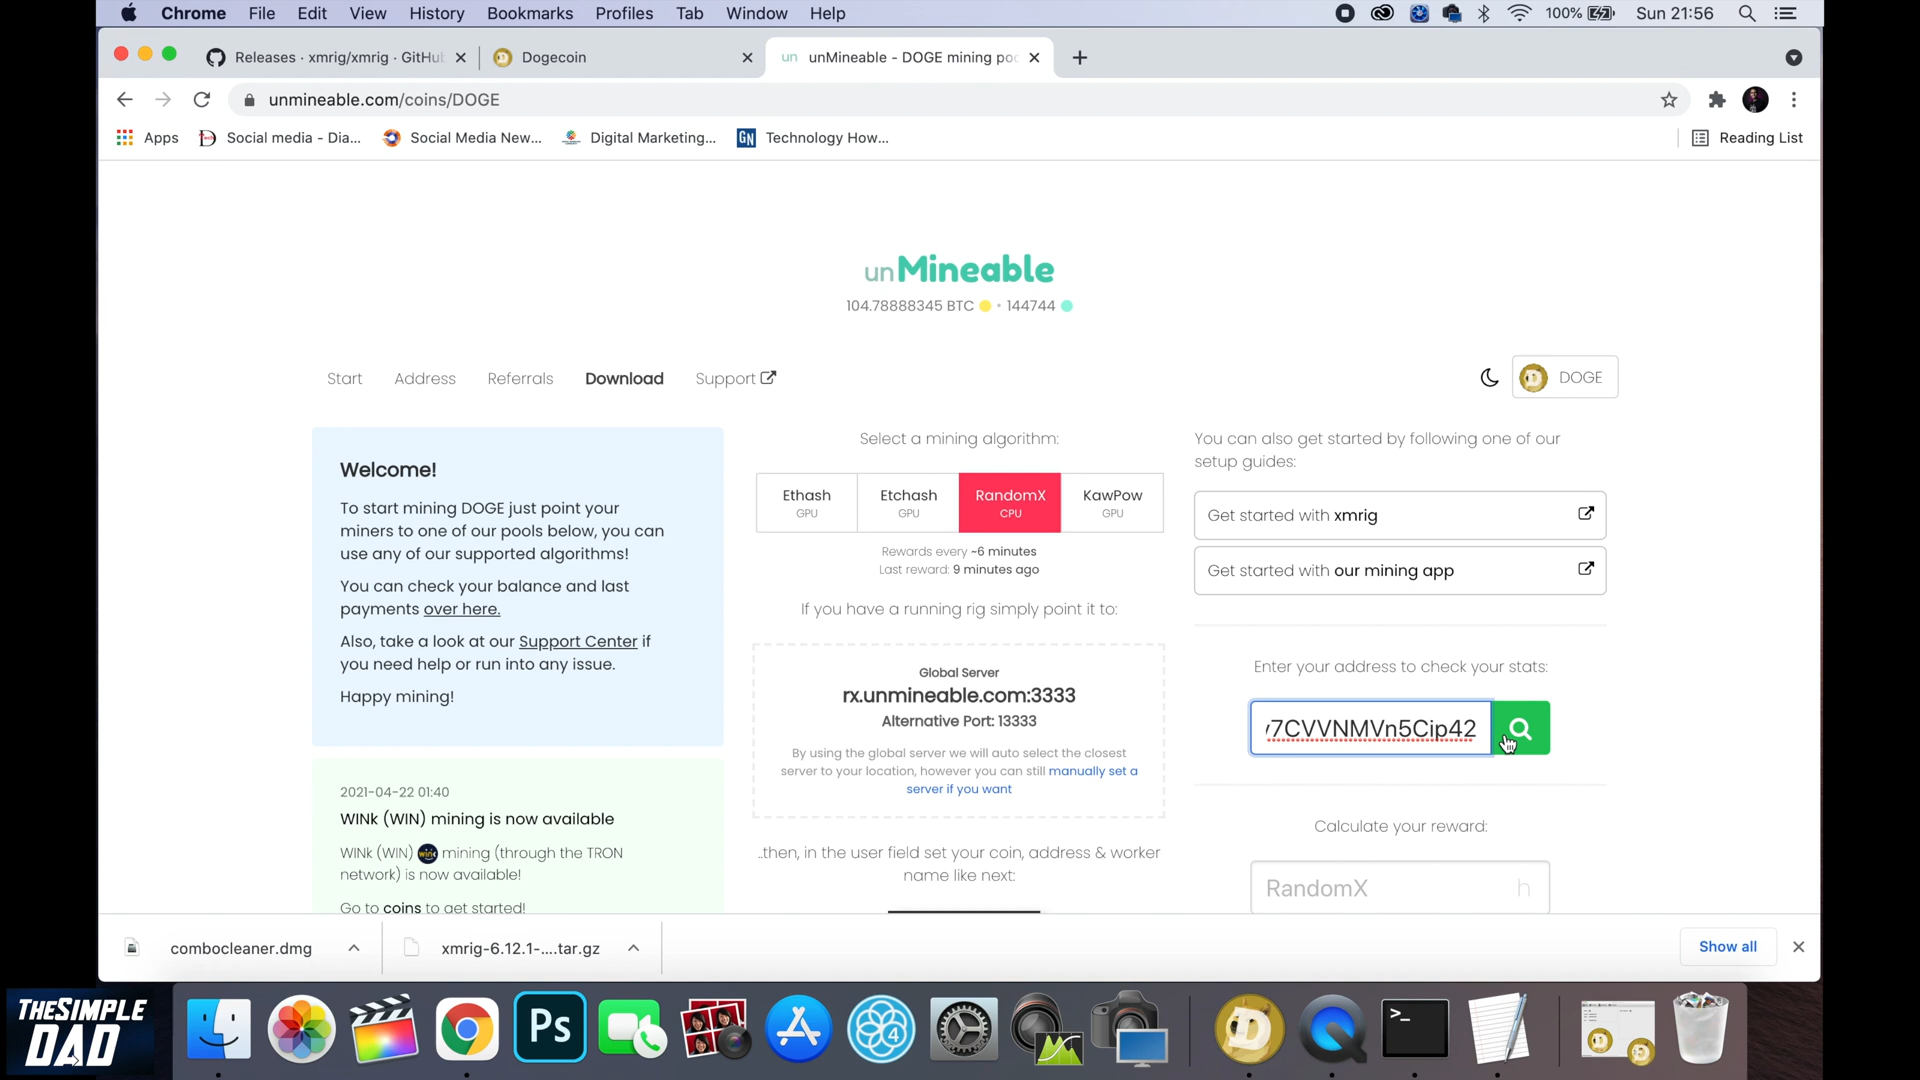 Chrome File Edit View History Bookmarks Profiles Tab Window Help 100% Sun 21:56
Releases · xmrig/xmrig · GitHu
Dogecoin
un unMineable - DOGE mining po
unmineable.com/coins/DOGE
Apps
Social media - Dia...
Social Media New...
Digital Marketing...
GN Technology How...
Reading List
unMineable
104.78888345 BTC • 144744
Start Address Referrals Download Support
DOGE
Welcome!
To start mining DOGE just point your
miners to one of our pools below, you can
use any of our supported algorithms!
You can check your balance and last
payments over here.
Also, take a look at our Support Center if
you need help or run into any issue.
Happy mining!
2021-04-22 01:40
WINk (WIN) mining is now available
WINk (WIN) mining (through the TRON
network) is now available!
Go to coins to get started!
Select a mining algorithm:
Ethash
GPU
Etchash
GPU
RandomX
CPU
KawPow
GPU
Rewards every ~6 minutes
Last reward: 9 minutes ago
If you have a running rig simply point it to:
Global Server
rx.unmineable.com:3333
Alternative Port: 13333
By using the global server we will auto select the closest
server to your location, however you can still manually set a
server if you want
..then, in the user field set your coin, address & worker
name like next:
You can also get started by following one of our
setup guides:
Get started with xmrig
Get started with our mining app
Enter your address to check your stats:
7CVVNMVn5Cip42
Calculate your reward:
RandomX h
combocleaner.dmg
xmrig-6.12.1-....tar.gz
Show all
THE SIMPLE
DAD
Ps
4
>_